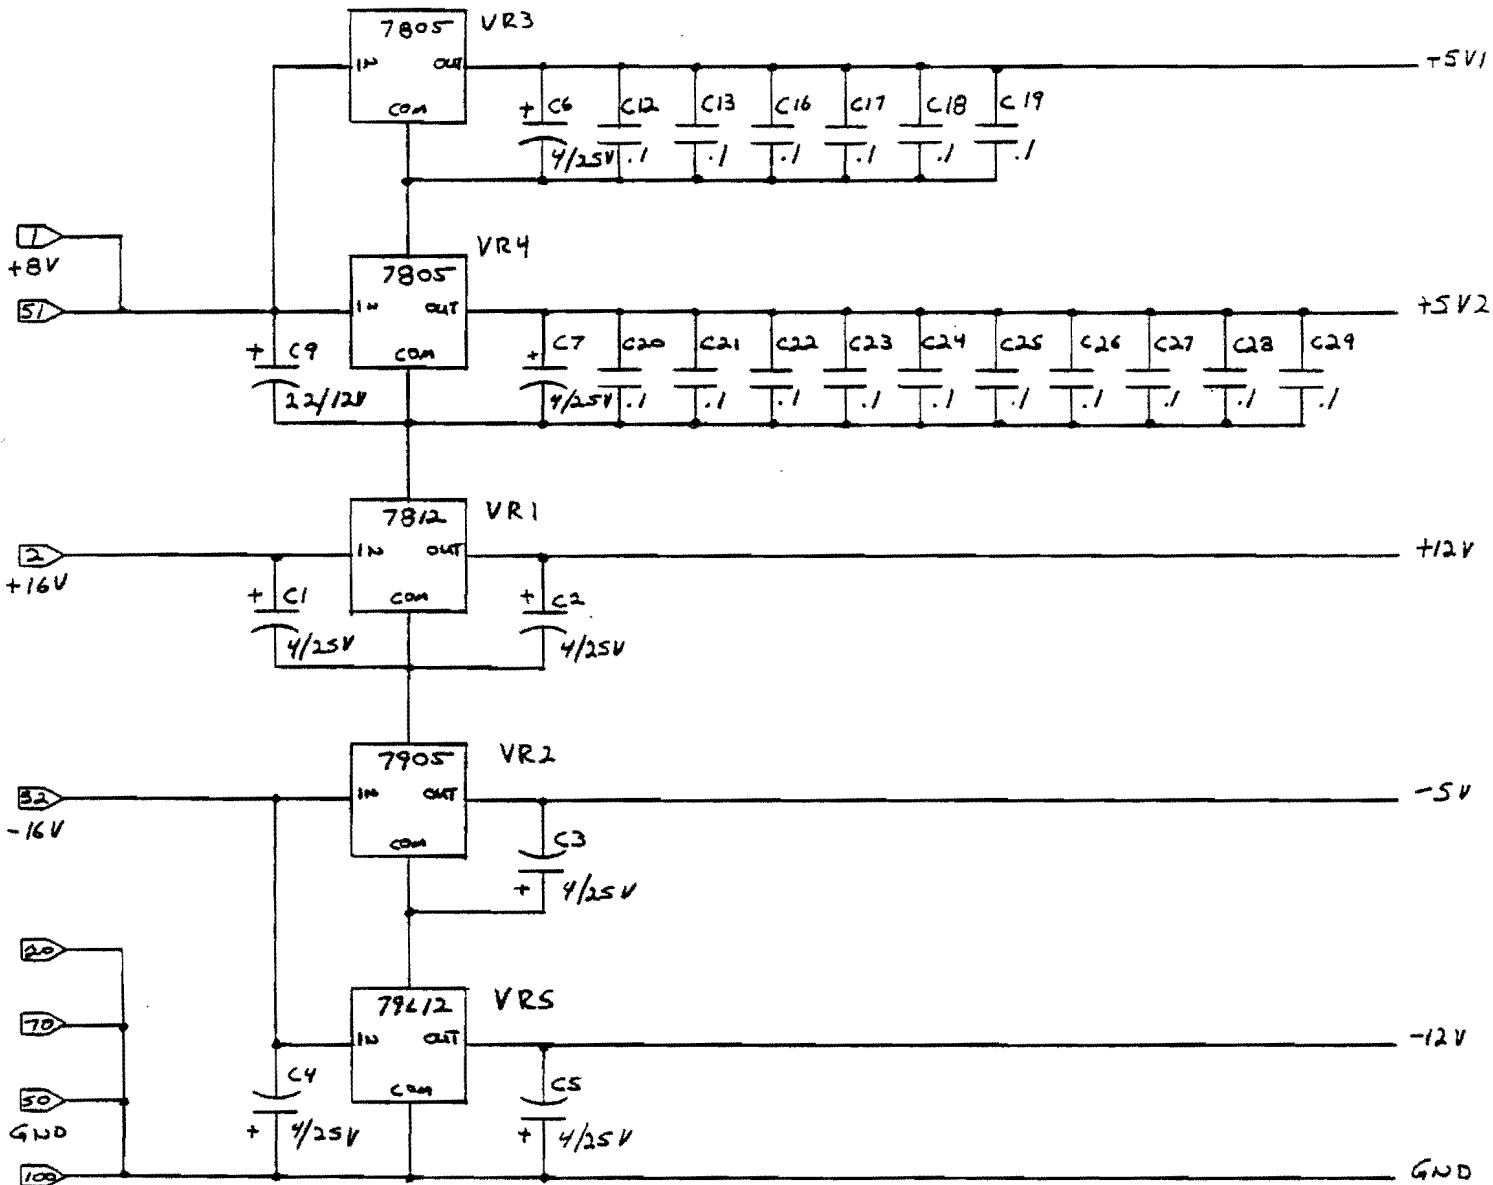 7805 VR3
IN OUT
COM
+5V1
+ C6 C12 C13 C16 C17 C18 C19
4/25V .1 .1 .1 .1 .1 .1
1
+8V
51
7805 VR4
IN OUT
COM
+5V2
+ C9
22/12V
+ C7 C20 C21 C22 C23 C24 C25 C26 C27 C28 C29
4/25V .1 .1 .1 .1 .1 .1 .1 .1 .1 .1
2
+16V
7812 VR1
IN OUT
COM
+12V
+ C1
4/25V
+ C2
4/25V
52
-16V
7905 VR2
IN OUT
COM
-5V
C3
+ 4/25V
20
70
50
GND
100
79L12 VR5
IN OUT
COM
-12V
C4
+ 4/25V
C5
+ 4/25V
GND